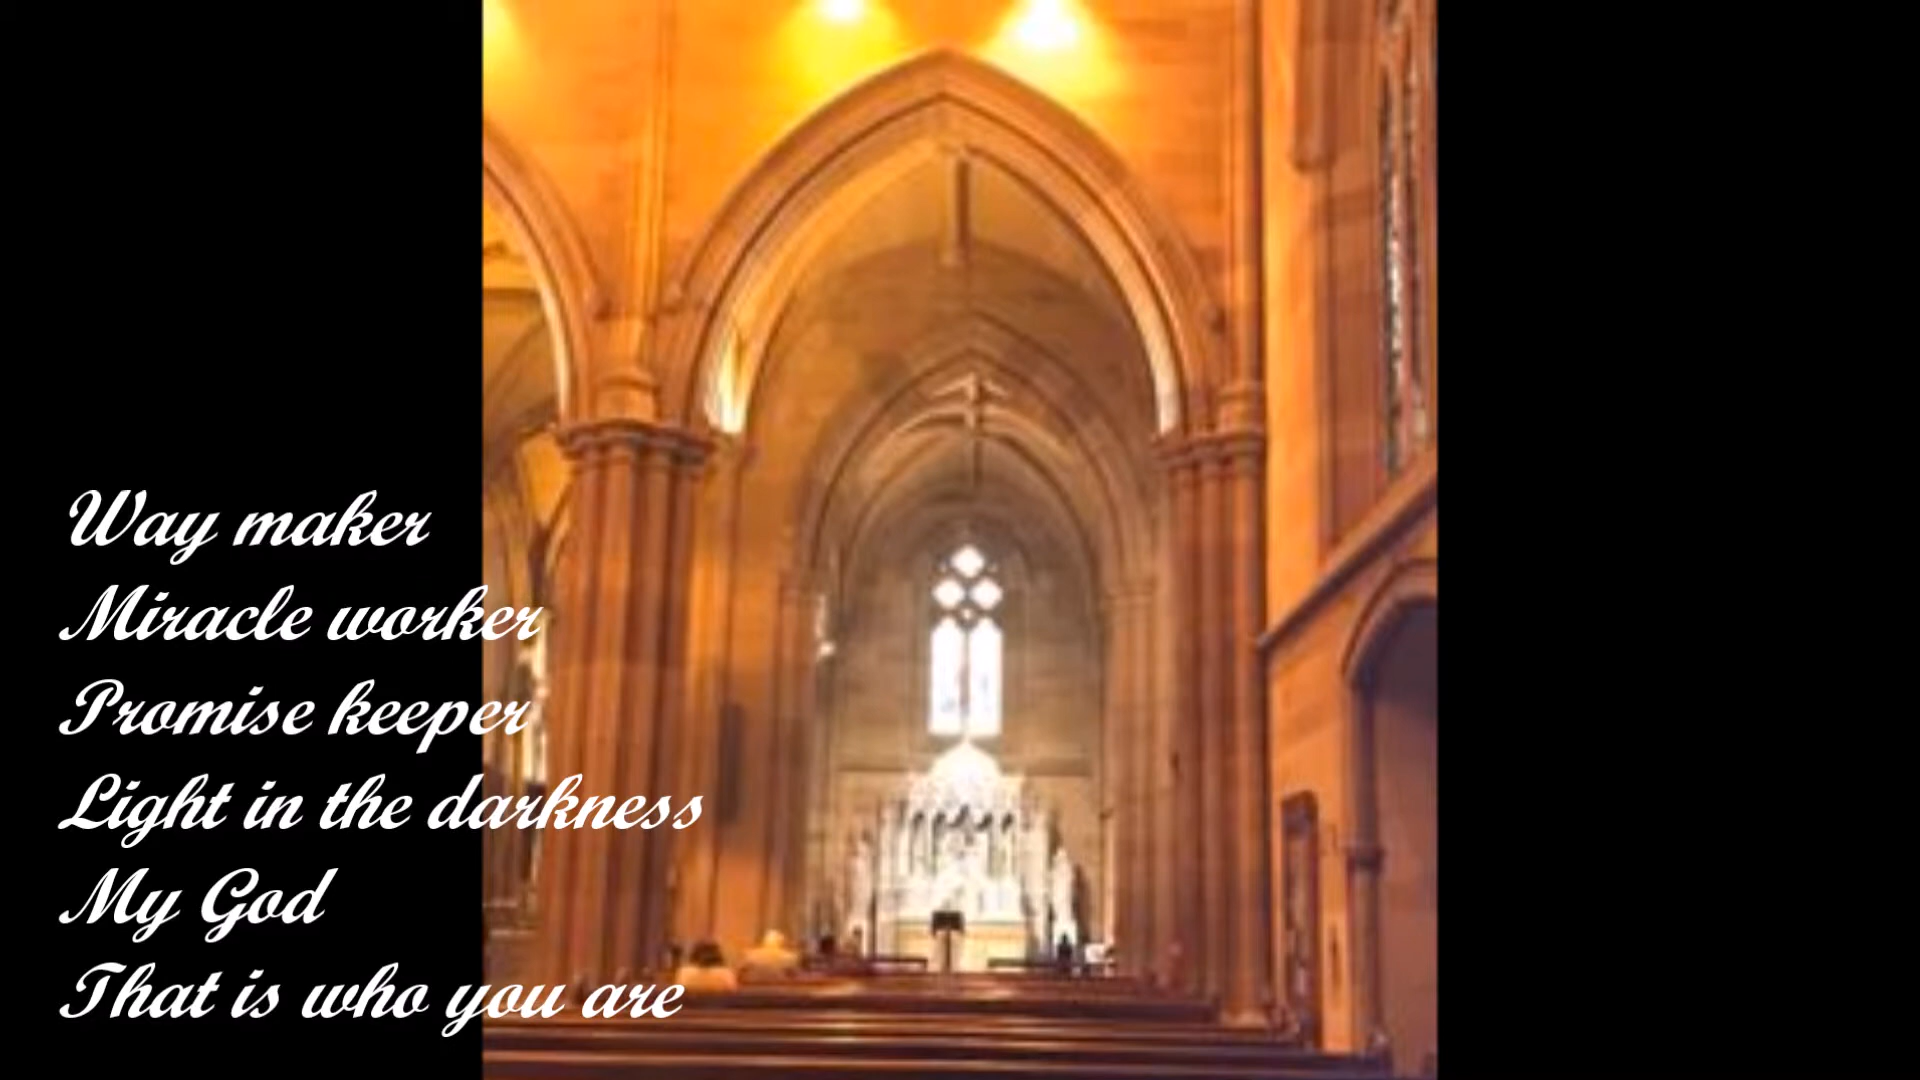 Way maker
Miracle worker
Promise keeper
Light in the darkness
My God
That is who you are